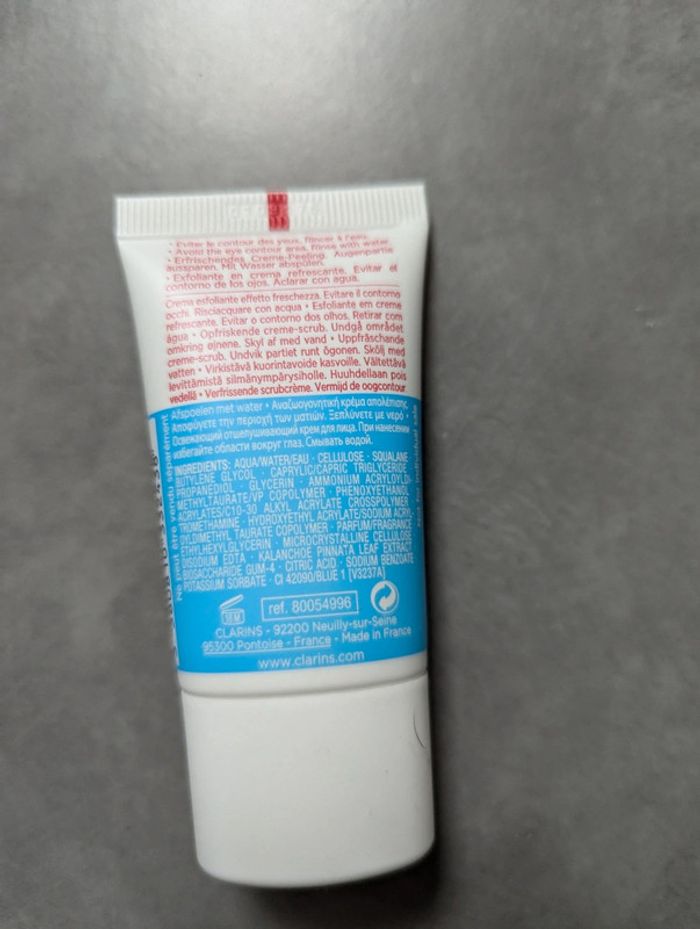 • Éviter le contour des yeux. Rincer à l'eau.
• Avoid the eye contour area. Rinse with water.
• Erfrischendes Creme-Peeling. Augenpartie
aussparen. Mit Wasser abspülen.
• Exfoliante en crema refrescante. Evitar el
contorno de los ojos. Aclarar con agua.
Crema esfoliante effetto freschezza. Evitare il contorno
occhi. Risciacquare con acqua • Esfoliante em creme
refrescante. Evitar o contorno dos olhos. Retirar com
água • Opfriskende creme-scrub. Undgå området
omkring øjnene. Skyl af med vand • Uppfräschande
creme-scrub. Undvik partiet runt ögonen. Skölj med
vatten • Virkistävä kuorintavoide kasvoille. Vältettävä
levittämistä silmänympärysiholle. Huuhdellaan pois
vedellä • Verfrissende scrubcrème. Vermijd de oogcontour
Afspoelen met water • Αναζωογονητική κρέμα απολέπισης.
Αποφύγετε την περιοχή των ματιών. Ξεπλύνετε με νερό •
Освежающий отшелушивающий крем для лица. При нанесении
избегайте области вокруг глаз. Смывать водой.
INGREDIENTS: AQUA/WATER/EAU · CELLULOSE · SQUALANE
BUTYLENE GLYCOL · CAPRYLIC/CAPRIC TRIGLYCERIDE
PROPANEDIOL · GLYCERIN · AMMONIUM ACRYLOYLDI-
METHYLTAURATE/VP COPOLYMER · PHENOXYETHANOL
ACRYLATES/C10-30 ALKYL ACRYLATE CROSSPOLYMER
TROMETHAMINE · HYDROXYETHYL ACRYLATE/SODIUM ACRY-
LOYLDIMETHYL TAURATE COPOLYMER · PARFUM/FRAGRANCE
ETHYLHEXYLGLYCERIN · MICROCRYSTALLINE CELLULOSE
DISODIUM EDTA · KALANCHOE PINNATA LEAF EXTRACT
BIOSACCHARIDE GUM-4 · CITRIC ACID · SODIUM BENZOATE
POTASSIUM SORBATE · CI 42090/BLUE 1 [V3237A]
Ne peut être vendu séparément
Not for individual sale
ref. 80054996
CLARINS - 92200 Neuilly-sur-Seine
95300 Pontoise - France - Made in France
www.clarins.com